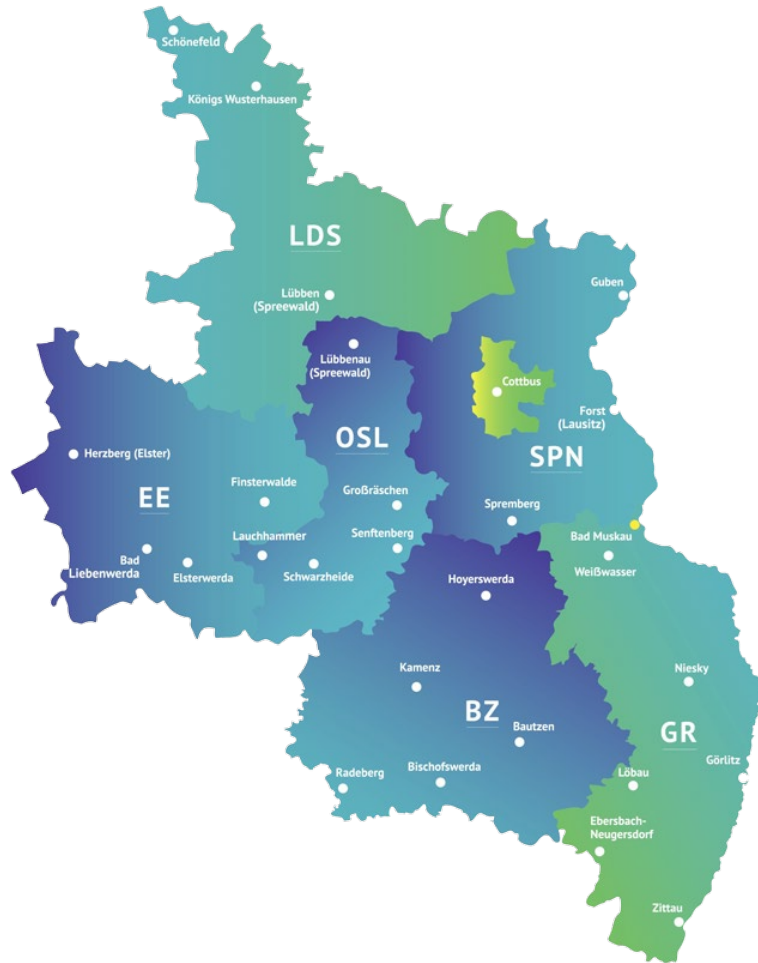 Schönefeld
Königs Wusterhausen
LDS
Guben
Lübben
(Spreewald)
Lübbenau
(Spreewald)
Cottbus
Forst
(Lausitz)
OSL
SPN
Herzberg (Elster)
Finsterwalde
EE
Großräschen
Spremberg
Lauchhammer
Senftenberg
Bad Muskau
Bad
Liebenwerda
Elsterwerda
Schwarzheide
Weißwasser
Hoyerswerda
Kamenz
Niesky
BZ
Bautzen
GR
Görlitz
Radeberg
Bischofswerda
Löbau
Ebersbach-
Neugersdorf
Zittau